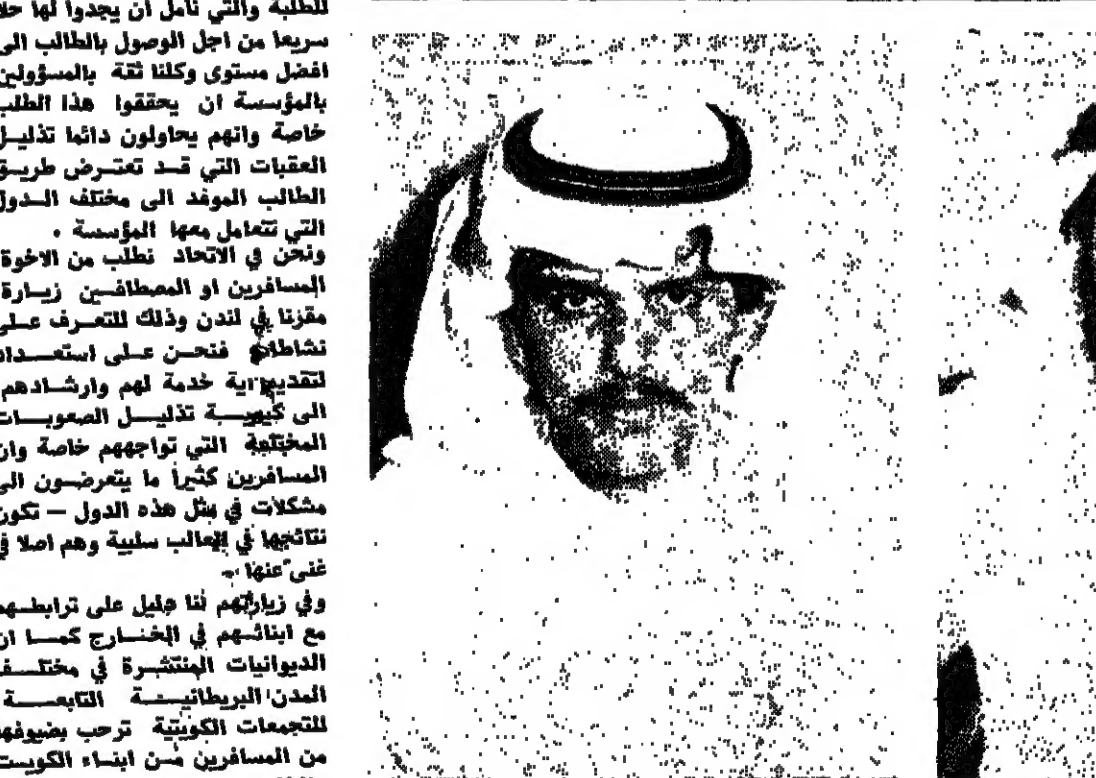 للطلبة والتي نأمل ان يجدوا لها حلا
سريعا من اجل الوصول بالطالب الى
افضل مستوى وكلنا ثقة بالمسؤولين
بالمؤسسة ان يحققوا هذا الطلب
خاصة وانهم يحاولون دائما تذليل
العقبات التي قد تعترض طريق
الطالب الموفد الى مختلف الدول
التي تتعامل معها المؤسسة .
ونحن في الاتحاد نطلب من الاخوة
المسافرين او المصطافين زيارة
مقرنا في لندن وذلك للتعرف على
فنحن على استعداد
لتقديم اية خدمة لهم وارشادهم
الى تذليل الصعوبات
المختلفة التي تواجههم خاصة وان
المسافرين كثيرا ما يتعرضون الى
مشكلات في مثل هذه الدول — تكون
نتائجها في الغالب سلبية وهم اصلا في
غنى عنها .
وفي زيارتهم لنا دليل على ترابطهم
مع ابنائهم في الخارج كما ان
الديوانيات المنتشرة في مختلف
المدن البريطانية التابعة
للتجمعات الكويتية ترحب بضيوفها
من المسافرين من ابناء الكويت